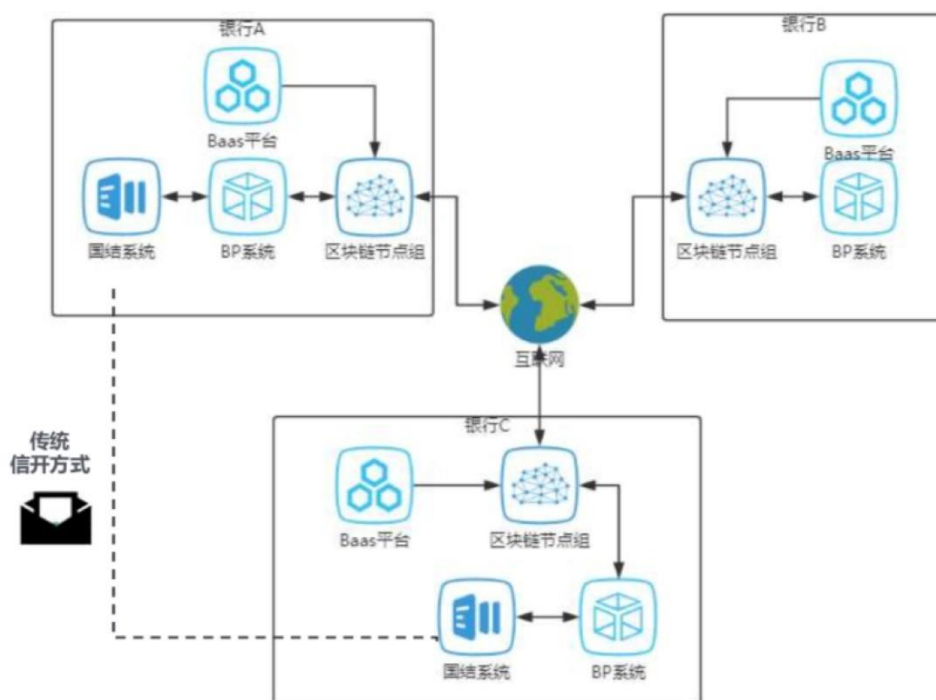 银行A
银行B
Baas平台
Baas平台
国结系统
BP系统
区块链节点组
区块链节点组
BP系统
互联网
银行C
传统
信开方式
Baas平台
区块链节点组
国结系统
BP系统